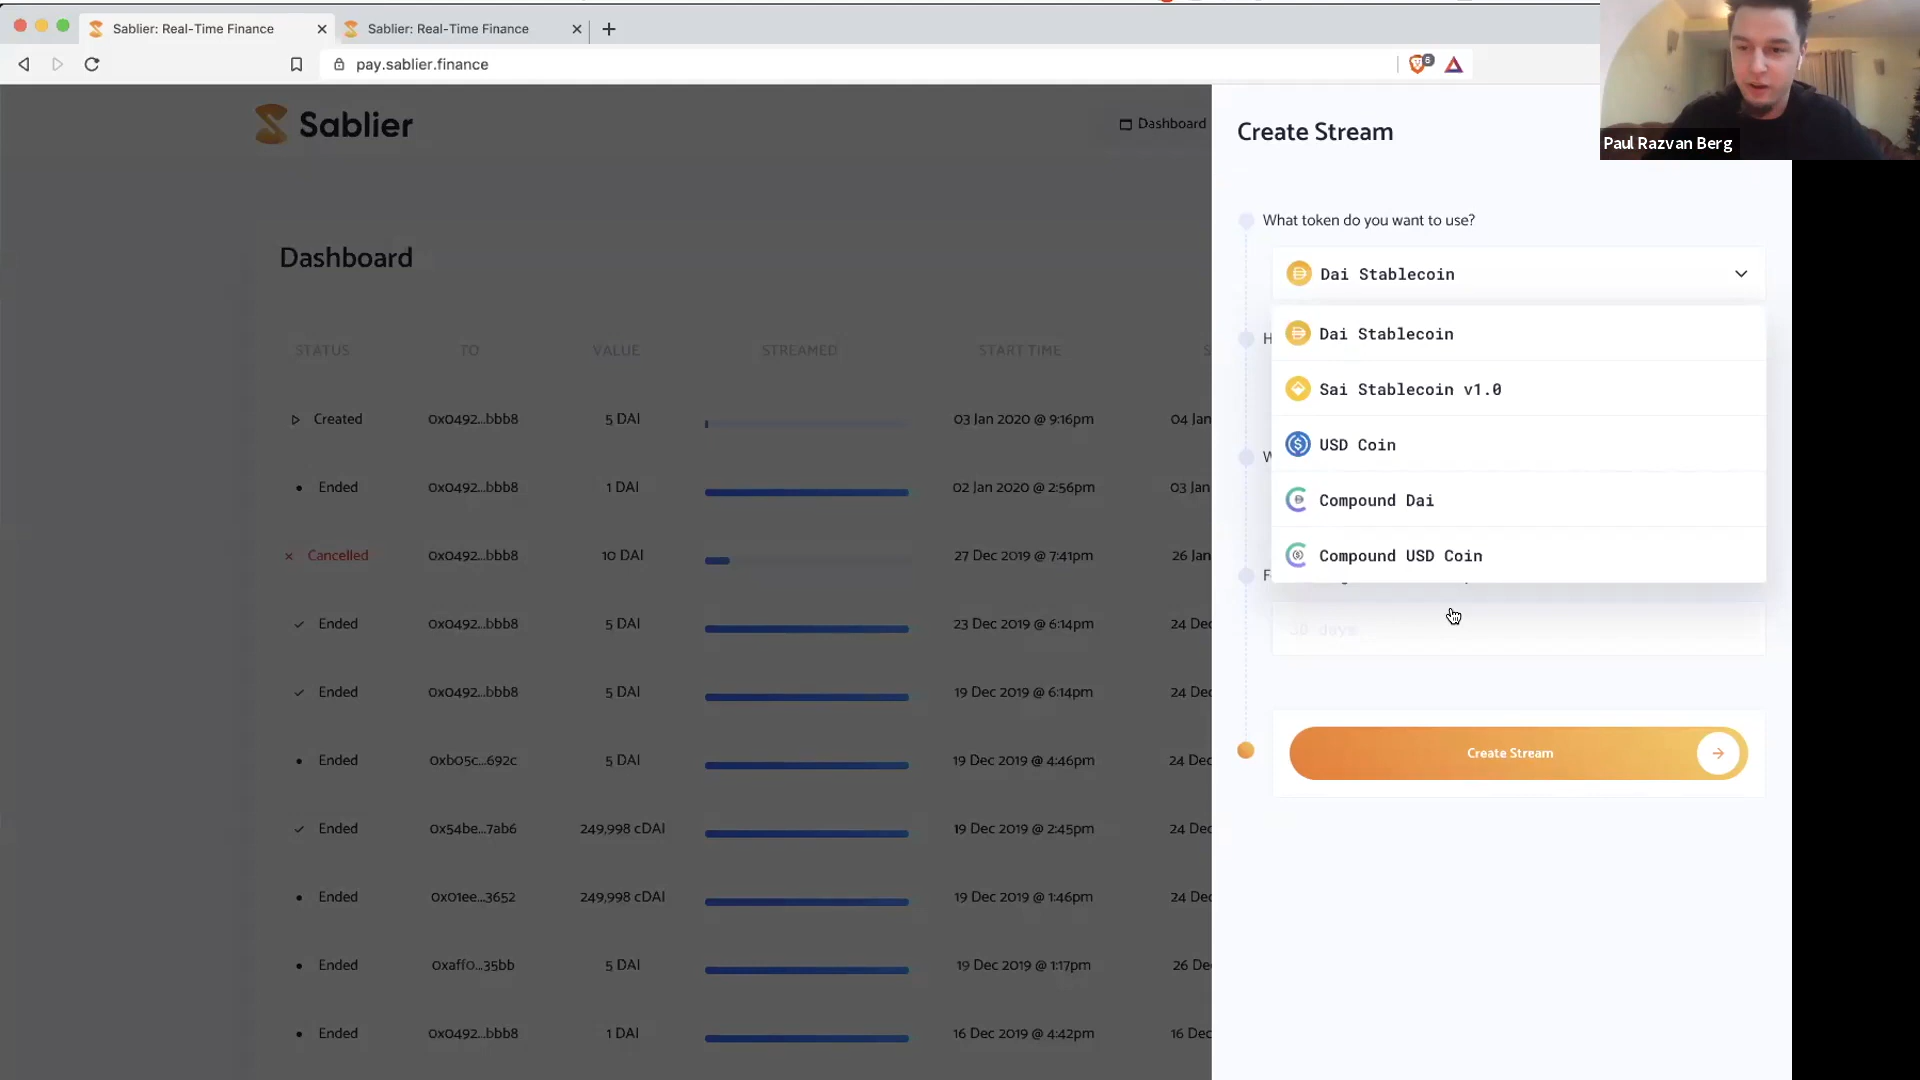 Sablier: Real-Time Finance
Sablier: Real-Time Finance
pay.sablier.finance
6
Paul Razvan Berg
Sablier
Dashboard
Dashboard
STATUS TO VALUE STREAMED START TIME
Created 0x0492...bbb8 5 DAI 03 Jan 2020 @ 9:16pm 04 Jan
Ended 0x0492...bbb8 1 DAI 02 Jan 2020 @ 2:56pm 03 Jan
Cancelled 0x0492...bbb8 10 DAI 27 Dec 2019 @ 7:41pm 26 Jan
Ended 0x0492...bbb8 5 DAI 23 Dec 2019 @ 6:14pm 24 Dec
Ended 0x0492...bbb8 5 DAI 19 Dec 2019 @ 6:14pm 24 Dec
Ended 0xb05c...692c 5 DAI 19 Dec 2019 @ 4:46pm 24 Dec
Ended 0x54be...7ab6 249,998 cDAI 19 Dec 2019 @ 2:45pm 24 Dec
Ended 0x01ee...3652 249,998 cDAI 19 Dec 2019 @ 1:46pm 24 Dec
Ended 0xaff0...35bb 5 DAI 19 Dec 2019 @ 1:17pm 26 Dec
Ended 0x0492...bbb8 1 DAI 16 Dec 2019 @ 4:42pm 16 Dec
Create Stream
What token do you want to use?
Dai Stablecoin
Dai Stablecoin
Sai Stablecoin v1.0
USD Coin
Compound Dai
Compound USD Coin
30 days
Create Stream